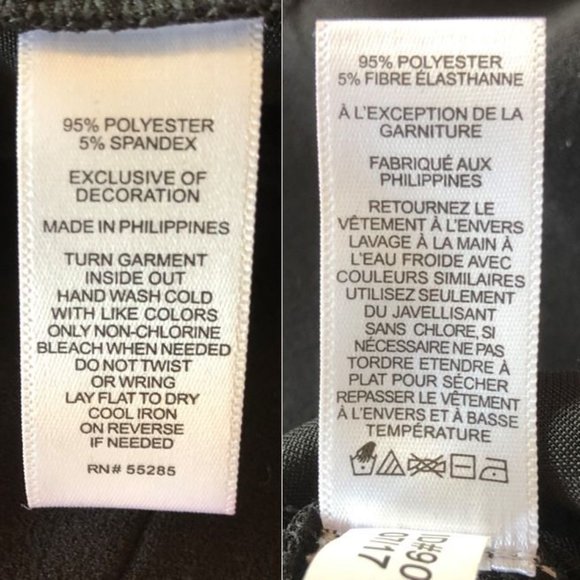 95% POLYESTER
5% SPANDEX
EXCLUSIVE OF
DECORATION
MADE IN PHILIPPINES
TURN GARMENT
INSIDE OUT
HAND WASH COLD
WITH LIKE COLORS
ONLY NON-CHLORINE
BLEACH WHEN NEEDED
DO NOT TWIST
OR WRING
LAY FLAT TO DRY
COOL IRON
ON REVERSE
IF NEEDED
RN# 55285
95% POLYESTER
5% FIBRE ÉLASTHANNE
À L'EXCEPTION DE LA
GARNITURE
FABRIQUÉ AUX
PHILIPPINES
RETOURNEZ LE
VÊTEMENT À L'ENVERS
LAVAGE À LA MAIN À
L'EAU FROIDE AVEC
COULEURS SIMILAIRES
UTILISEZ SEULEMENT
DU JAVELLISANT
SANS CHLORE, SI
NÉCESSAIRE NE PAS
TORDRE ETENDRE À
PLAT POUR SÉCHER
REPASSER LE VÊTEMENT
À L'ENVERS ET À BASSE
TEMPÉRATURE